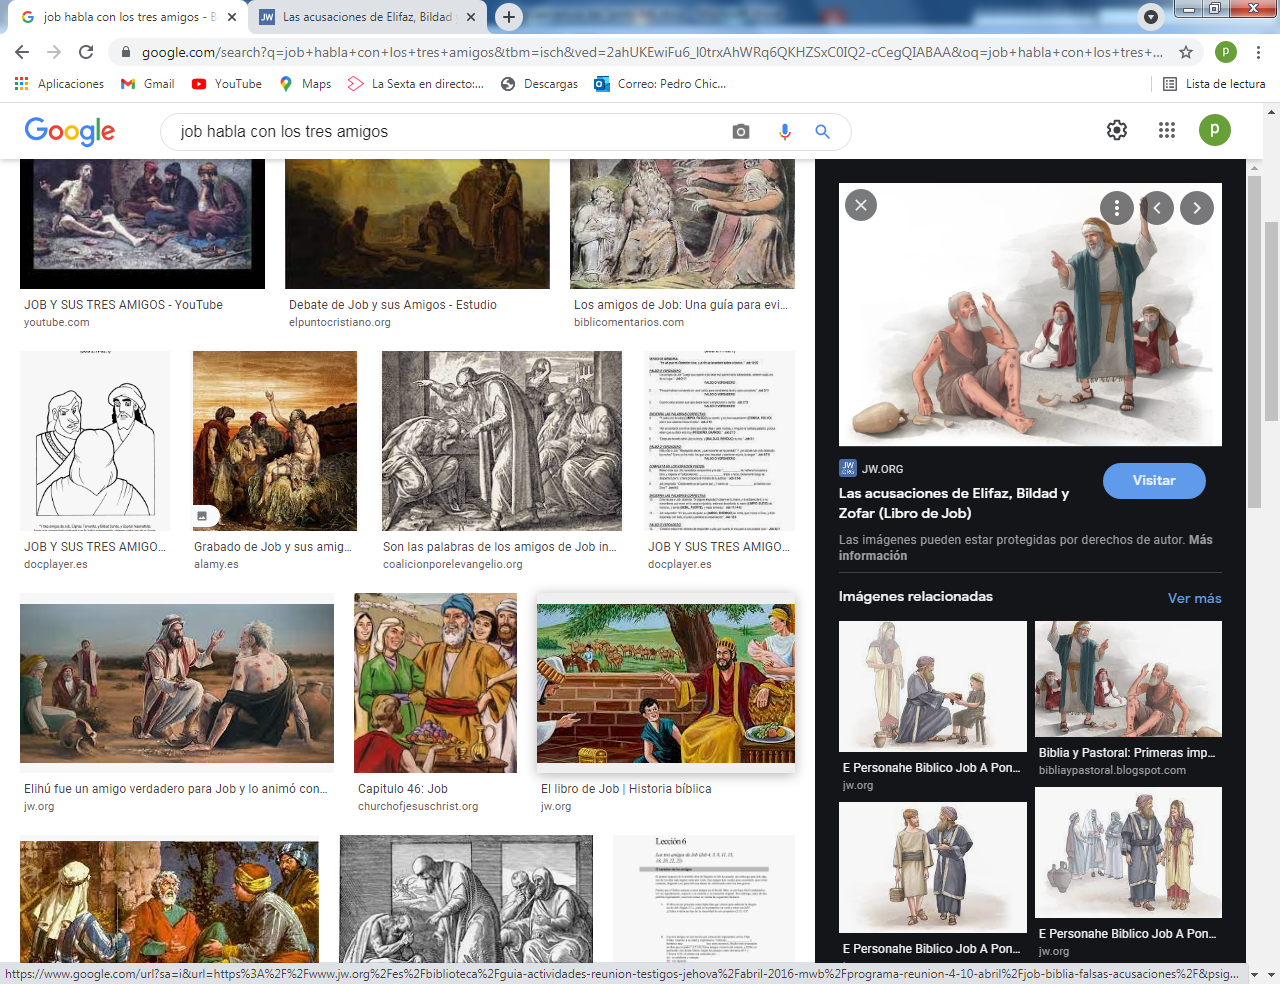 job habla con los tres amigos - B
Las acusaciones de Elifaz, Bildad y
google.com/search?q=job+habla+con+los+tres+amigos&tbm=isch&ved=2ahUKEwiFu6_l0trxAhWRq6QKHZSxC0IQ2-cCegQIABAA&oq=job+habla+con+los+tres+...
p
Aplicaciones
Gmail
YouTube
Maps
La Sexta en directo:...
Descargas
Correo: Pedro Chic...
Lista de lectura
Google
job habla con los tres amigos
p
JOB Y SUS TRES AMIGOS - YouTube
youtube.com
Debate de Job y sus Amigos - Estudio
elpuntocristiano.org
Los amigos de Job: Una guía para evi...
biblicomentarios.com
JOB Y SUS TRES AMIGO...
docplayer.es
Grabado de Job y sus amig...
alamy.es
Son las palabras de los amigos de Job in...
coalicionporelevangelio.org
JOB Y SUS TRES AMIGO...
docplayer.es
Elihú fue un amigo verdadero para Job y lo animó con...
jw.org
Capitulo 46: Job
churchofjesuschrist.org
El libro de Job | Historia bíblica
jw.org
Lección 6
JW.ORG
Las acusaciones de Elifaz, Bildad y
Zofar (Libro de Job)
Visitar
Las imágenes pueden estar protegidas por derechos de autor. Más
información
Imágenes relacionadas
Ver más
E Personahe Biblico Job A Pon...
jw.org
Biblia y Pastoral: Primeras imp...
bibliaypastoral.blogspot.com
E Personahe Biblico Job A Pon...
E Personahe Biblico Job A Pon...
jw.org
https://www.google.com/url?sa=i&url=https%3A%2F%2Fwww.jw.org%2Fes%2Fbiblioteca%2Fguia-actividades-reunion-testigos-jehova%2Fabril-2016-mwb%2Fprograma-reunion-4-10-abril%2Fjob-biblia-falsas-acusaciones%2F&psig...